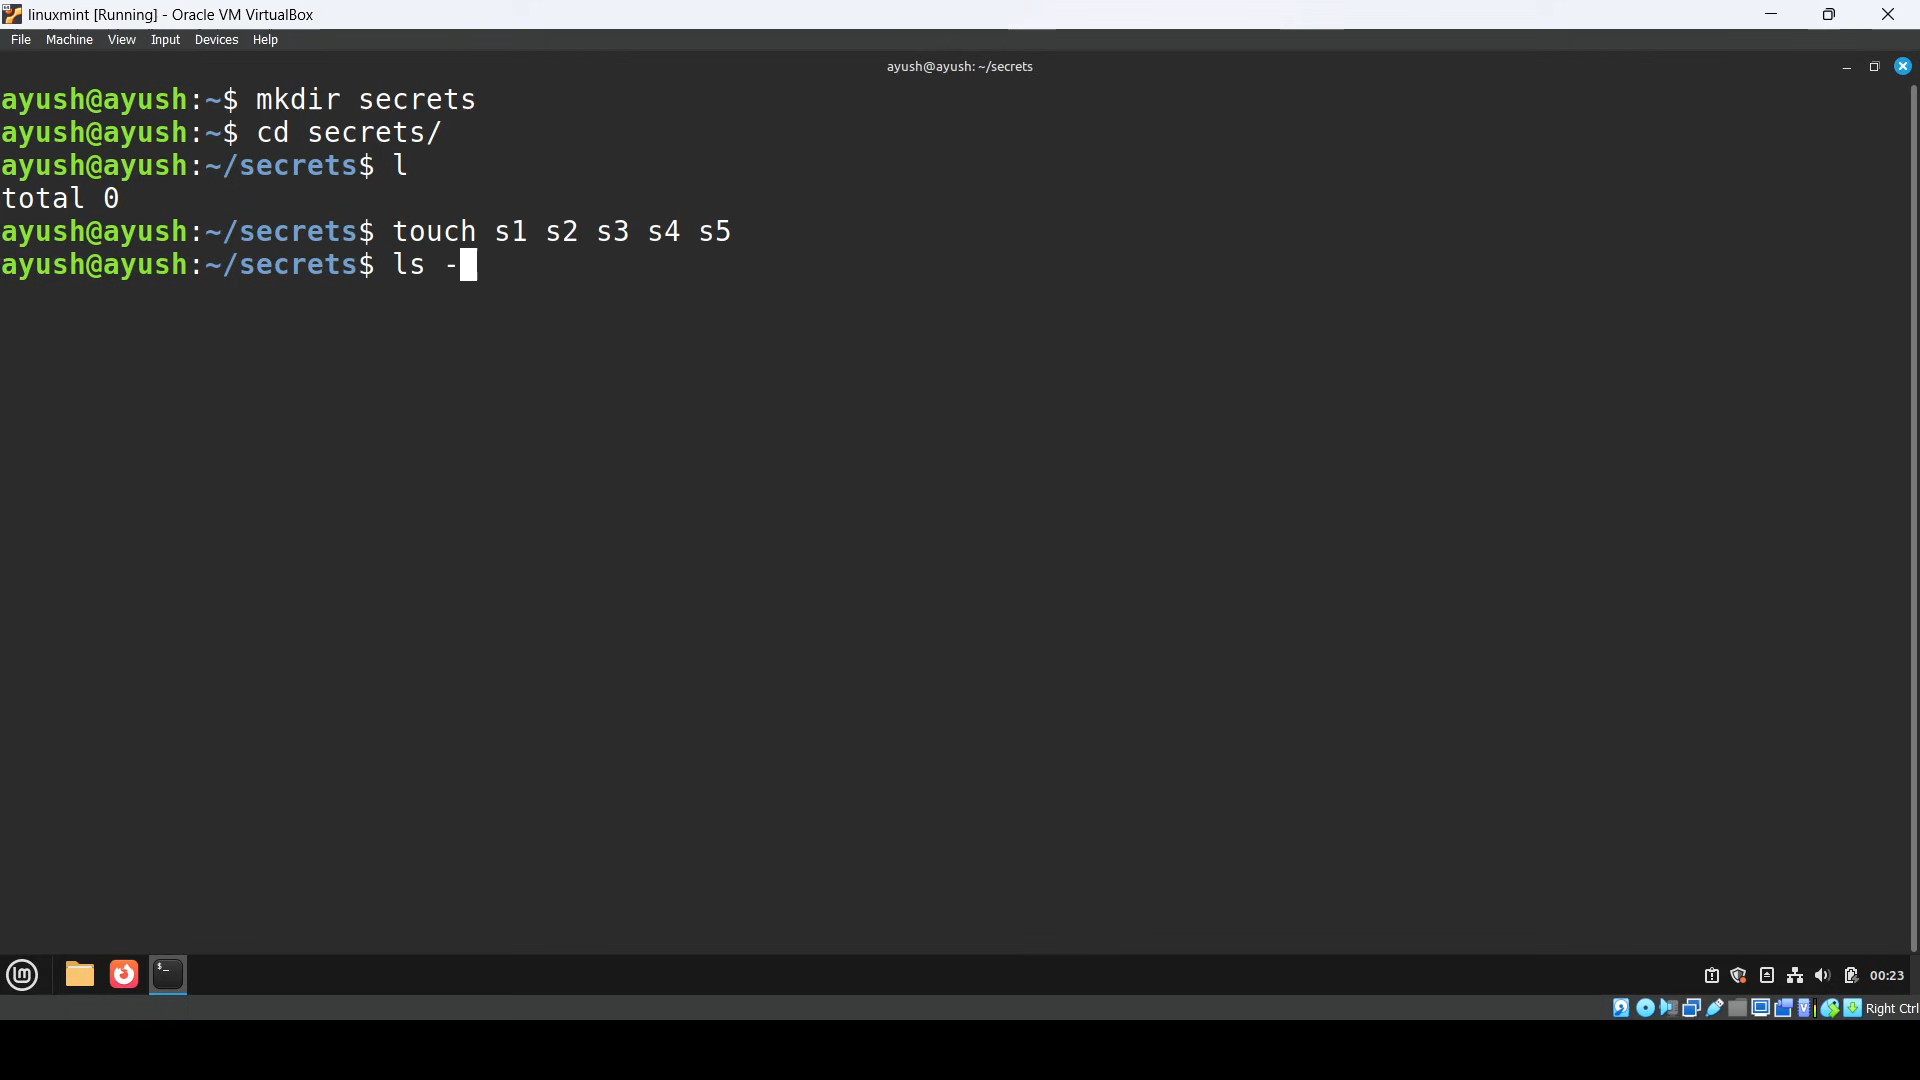 linuxmint [Running] - Oracle VM VirtualBox
File Machine View Input Devices Help
ayush@ayush: ~/secrets
ayush@ayush:~$ mkdir secrets
ayush@ayush:~$ cd secrets/
ayush@ayush:~/secrets$ l
total 0
ayush@ayush:~/secrets$ touch s1 s2 s3 s4 s5
ayush@ayush:~/secrets$ ls -
00:23
Right Ctrl